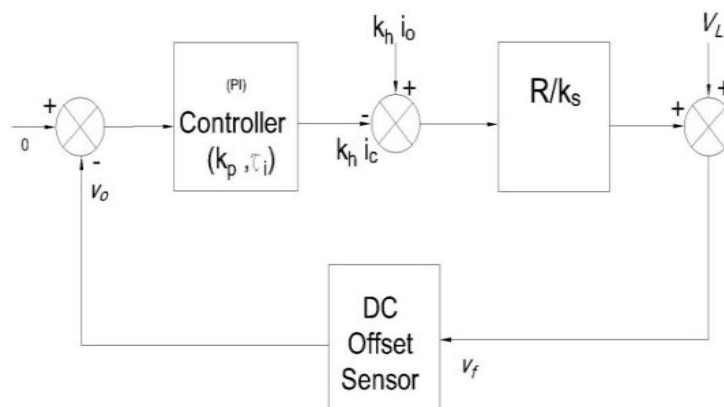 k_h i_o
V_L
(PI)
Controller
(k_p ,τ_i)
R/k_s
+
0
-
v_o
-
+
k_h i_c
+
+
DC
Offset
Sensor
v_f